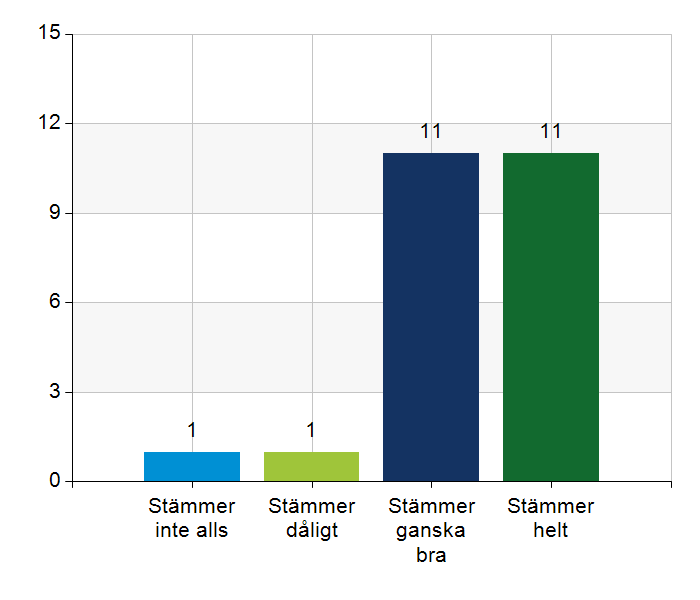 15
12
9
6
3
0
1
1
11
11
Stämmer
inte alls
Stämmer
dåligt
Stämmer
ganska
bra
Stämmer
helt